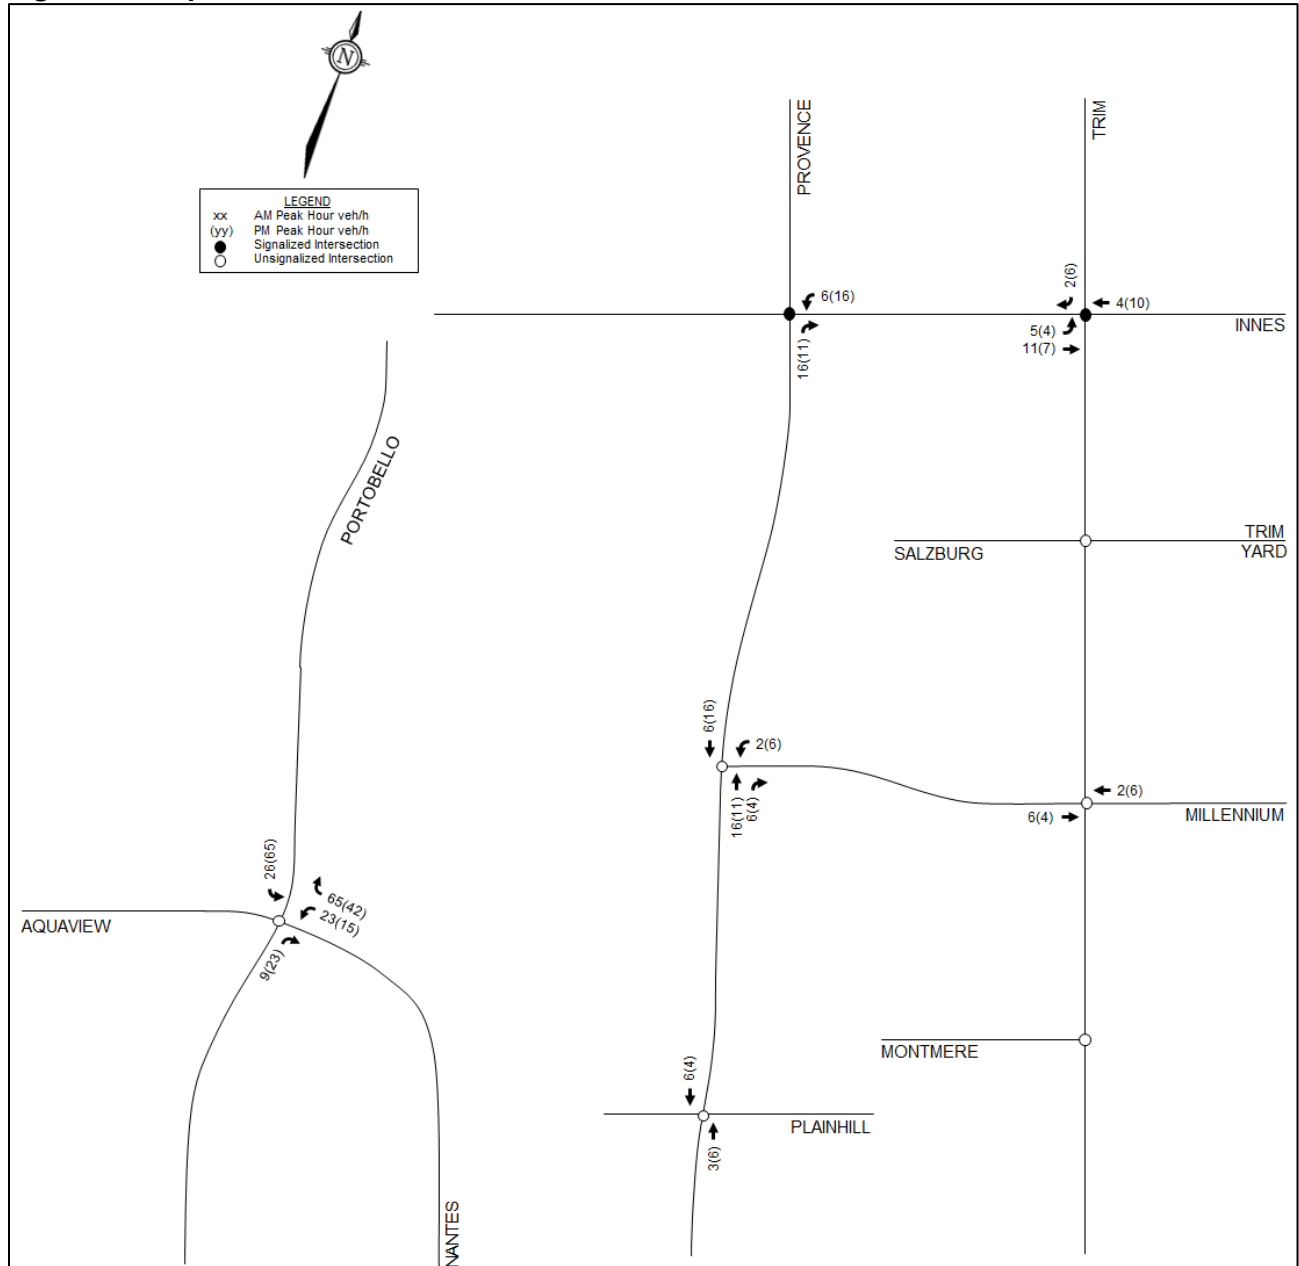 N
LEGEND
xx AM Peak Hour veh/h
(yy) PM Peak Hour veh/h
Signalized Intersection
Unsignalized Intersection
PROVENCE
TRIM
2(6)
6(16)
4(10)
INNES
5(4)
11(7)
16(11)
PORTOBELLO
SALZBURG
TRIM
YARD
6(16)
2(6)
16(11)
6(4)
2(6)
6(4)
MILLENNIUM
26(65)
65(42)
23(15)
AQUAVIEW
9(23)
MONTMERE
6(4)
PLAINHILL
3(6)
NANTES